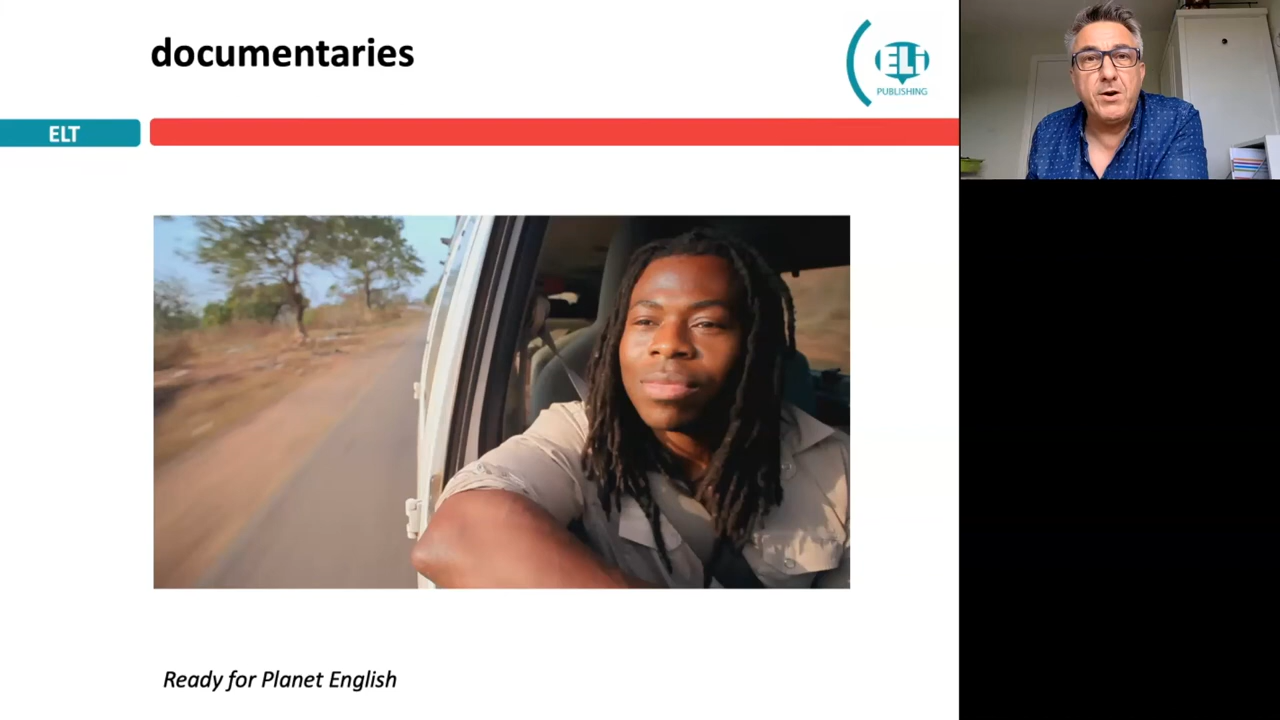 documentaries
ELi
PUBLISHING
ELT
Ready for Planet English